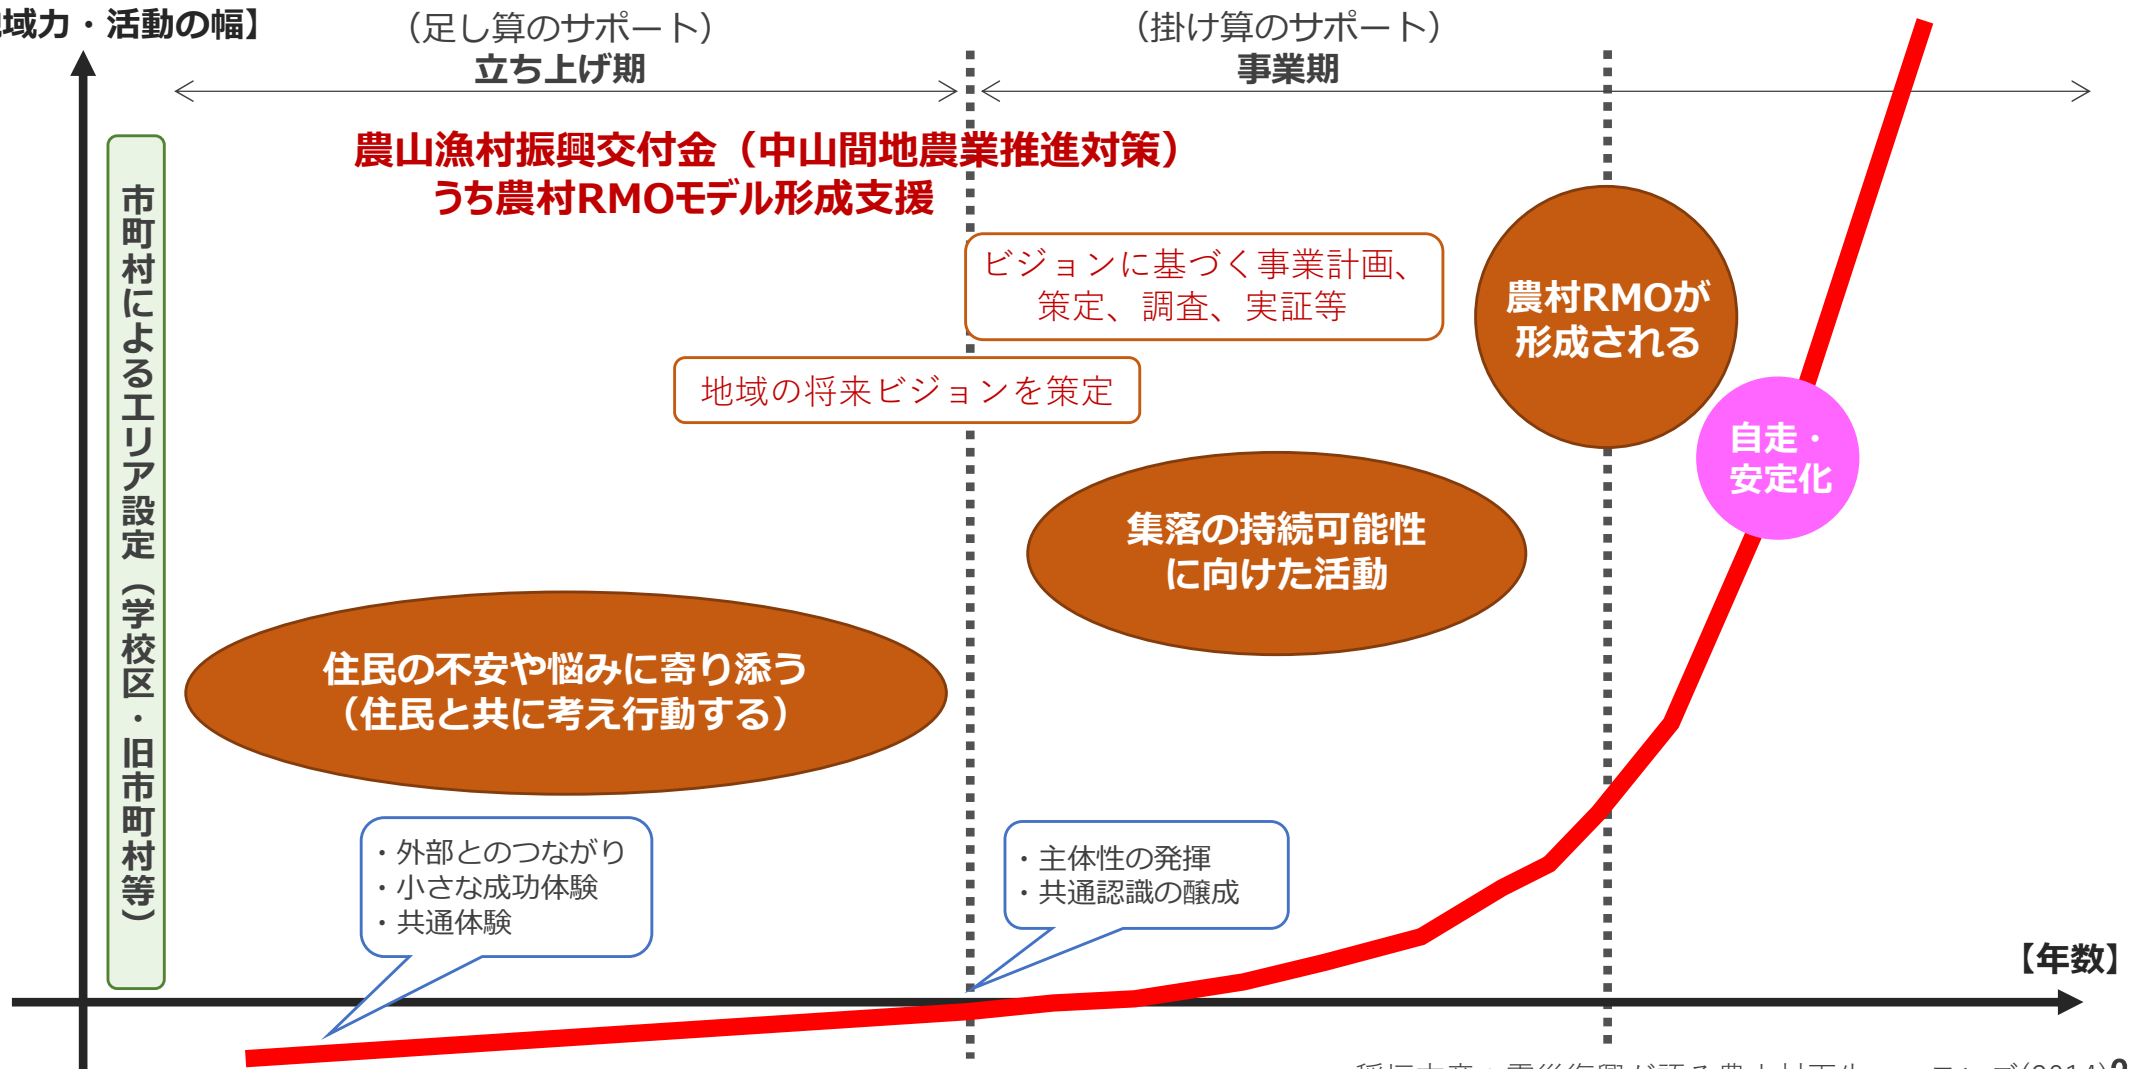 域力・活動の幅】
（足し算のサポート）
立ち上げ期
（掛け算のサポート）
事業期
農山漁村振興交付金（中山間地農業推進対策）
うち農村RMOモデル形成支援
市町村によるエリア設定（学校区・旧市町村等）
ビジョンに基づく事業計画、
策定、調査、実証等
地域の将来ビジョンを策定
農村RMOが
形成される
自走・
安定化
集落の持続可能性
に向けた活動
住民の不安や悩みに寄り添う
（住民と共に考え行動する）
・外部とのつながり
・小さな成功体験
・共通体験
・主体性の発揮
・共通認識の醸成
【年数】